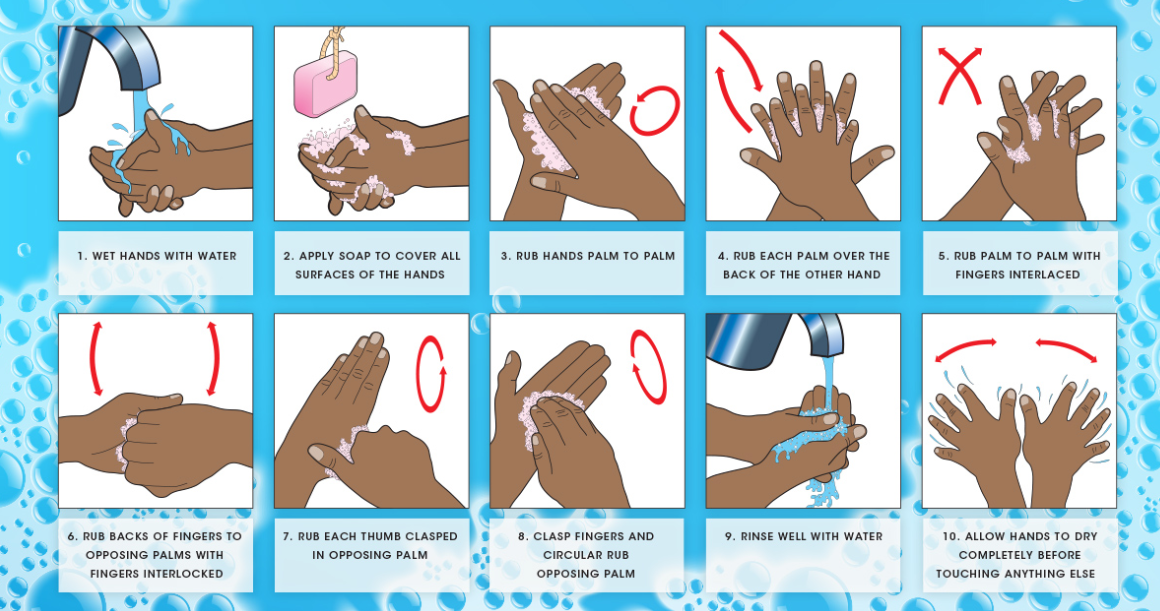 1. WET HANDS WITH WATER
2. APPLY SOAP TO COVER ALL
SURFACES OF THE HANDS
3. RUB HANDS PALM TO PALM
4. RUB EACH PALM OVER THE
BACK OF THE OTHER HAND
5. RUB PALM TO PALM WITH
FINGERS INTERLACED
6. RUB BACKS OF FINGERS TO
OPPOSING PALMS WITH
FINGERS INTERLOCKED
7. RUB EACH THUMB CLASPED
IN OPPOSING PALM
8. CLASP FINGERS AND
CIRCULAR RUB
OPPOSING PALM
9. RINSE WELL WITH WATER
10. ALLOW HANDS TO DRY
COMPLETELY BEFORE
TOUCHING ANYTHING ELSE